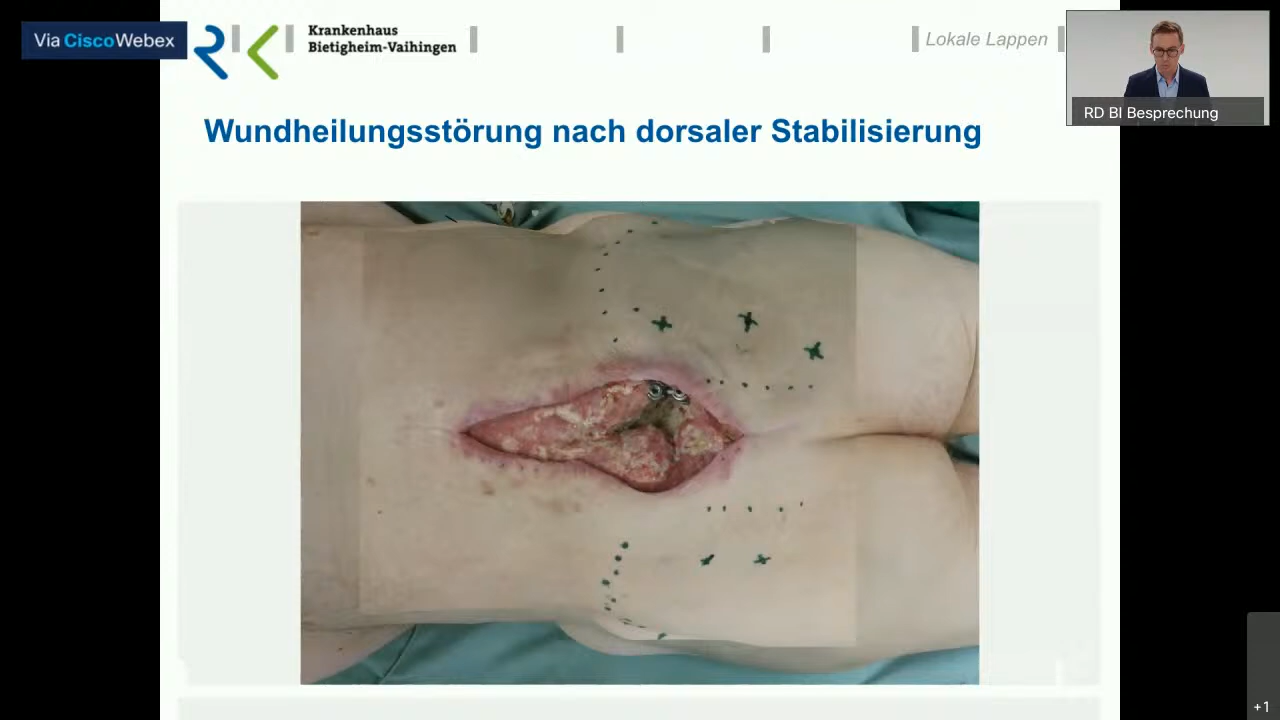 Via CiscoWebex
Krankenhaus
Bietigheim-Vaihingen
Lokale Lappen
RD BI Besprechung
Wundheilungsstörung nach dorsaler Stabilisierung
+1